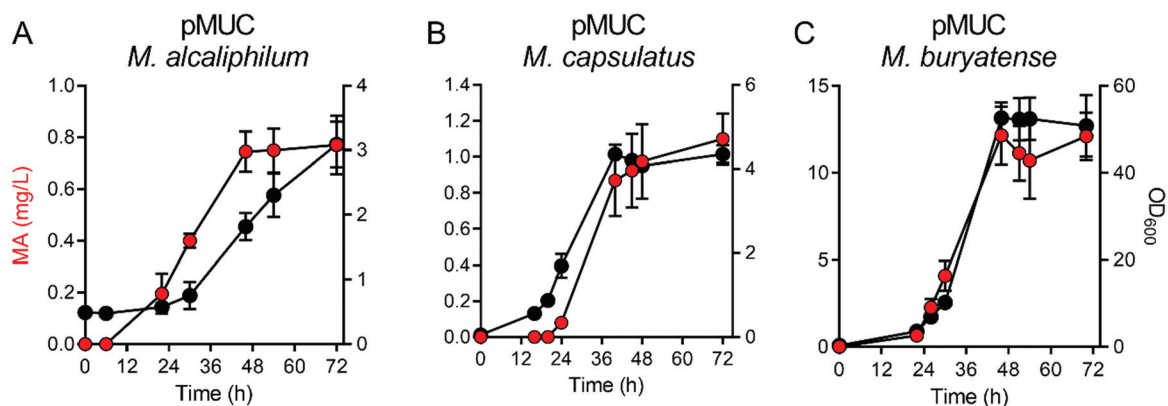 A
pMUC
M. alcaliphilum
MA (mg/L)
1.0
0.8
0.6
0.4
0.2
0.0
4
3
2
1
0
0 12 24 36 48 60 72
Time (h)
B
pMUC
M. capsulatus
1.4
1.2
1.0
0.8
0.6
0.4
0.2
0.0
6
4
2
0
0 12 24 36 48 60 72
Time (h)
C
pMUC
M. buryatense
15
10
5
0
60
40
20
0
OD600
0 12 24 36 48 60 72
Time (h)